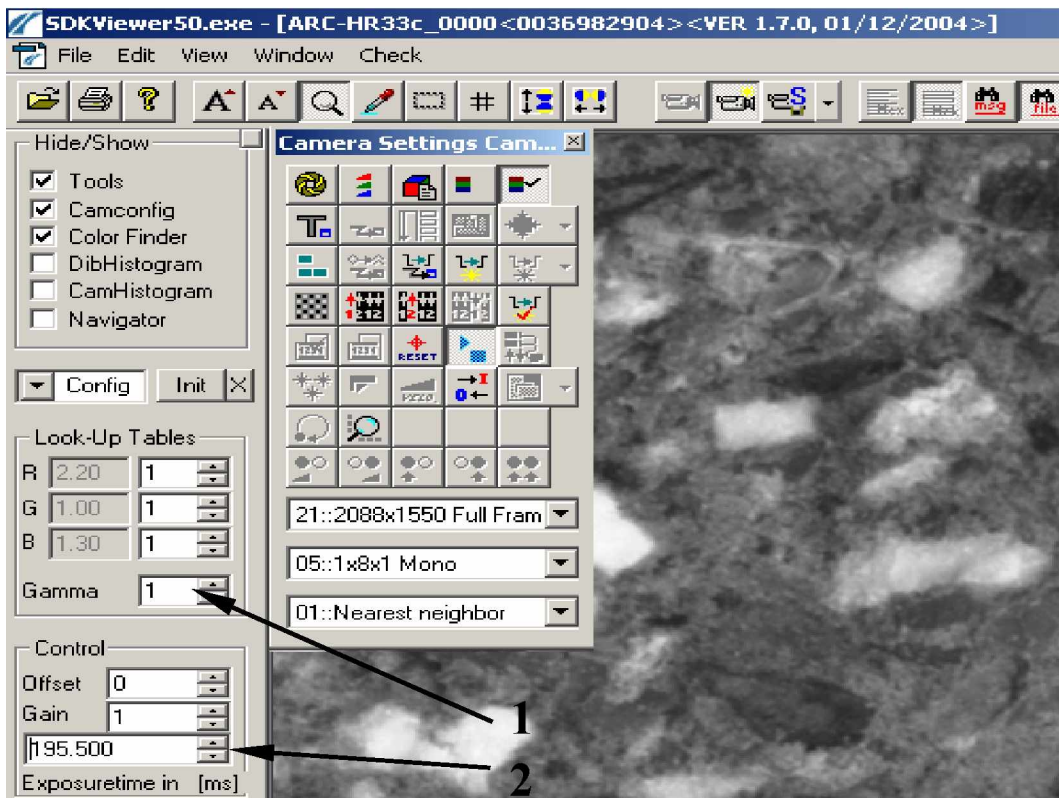 SDKViewer50.exe - [ARC-HR33c_0000<0036982904><VER 1.7.0, 01/12/2004>]
File Edit View Window Check
A A S msg file
Hide/Show
Tools
Camconfig
Color Finder
DibHistogram
CamHistogram
Navigator
Config Init X
Look-Up Tables
R 2.20 1
G 1.00 1
B 1.30 1
Gamma 1
Control
Offset 0
Gain 1
195.500
Exposuretime in [ms]
Camera Settings Cam...
RESET
21::2088x1550 Full Fram
05::1x8x1 Mono
01::Nearest neighbor
1
2